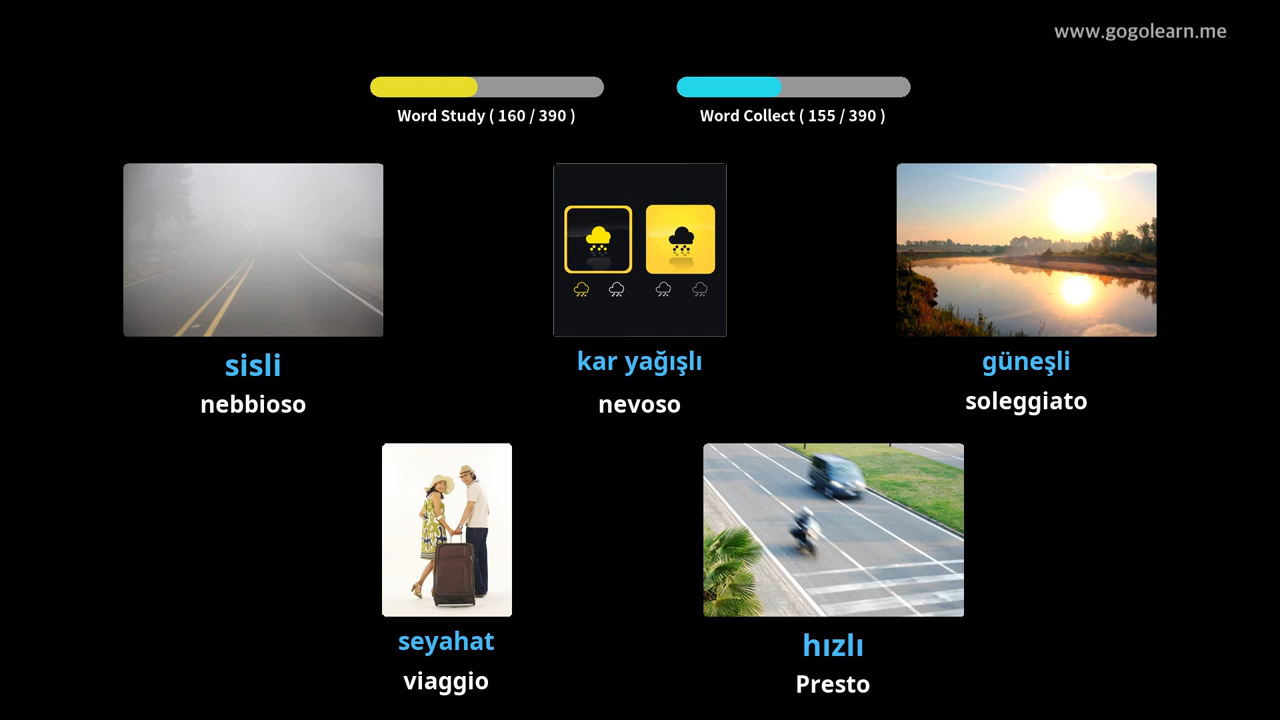 www.gogolearn.me
Word Study ( 160 / 390 )
Word Collect ( 155 / 390 )
sisli
nebbioso
kar yağışlı
nevoso
güneşli
soleggiato
seyahat
viaggio
hızlı
Presto